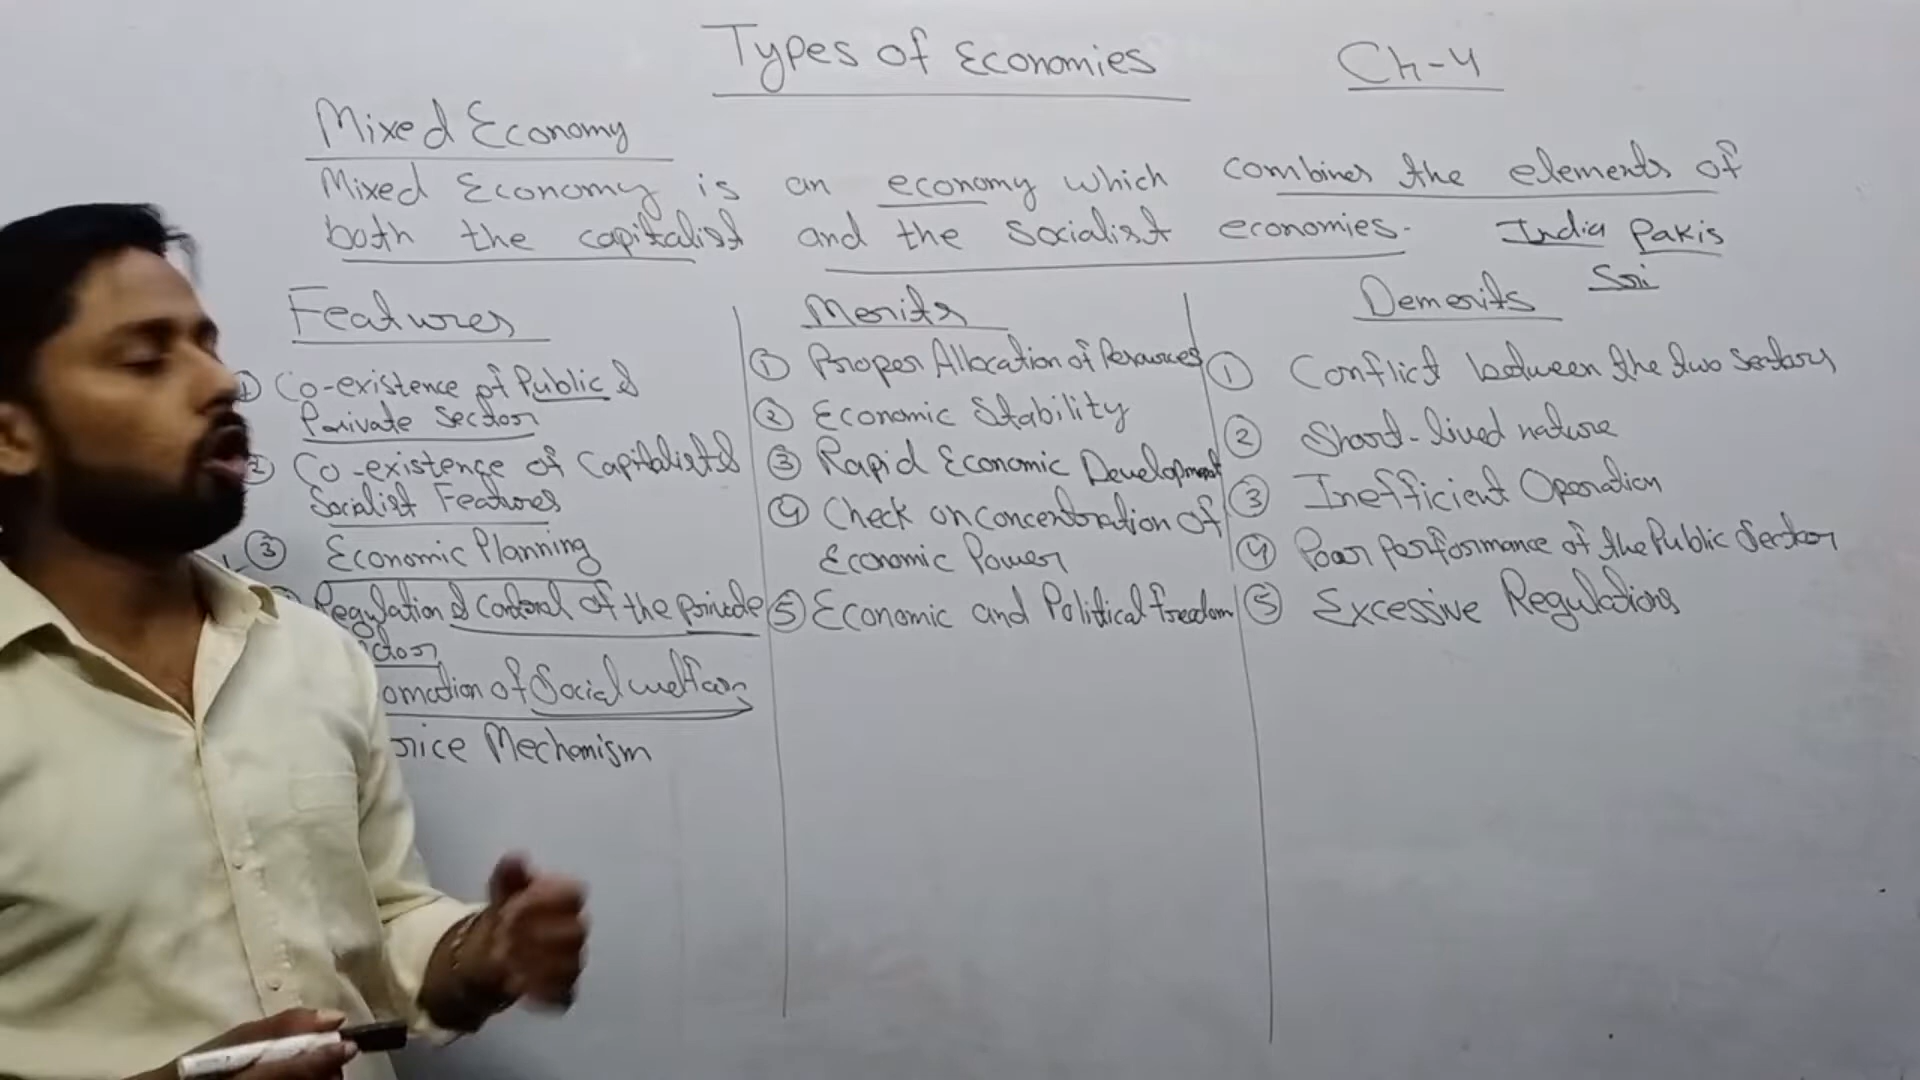 Types of Economies
Ch-4
Mixed Economy
Mixed Economy is an economy which combines the elements of
both the capitalist and the Socialist economies.
India Pakis
Sri
Features
① Co-existence of Public &
Private Sector
② Co-existence of Capitalist &
Socialist Features
③ Economic Planning
Regulation & Control of the private
ctor
omotion of Social welfare
rice Mechanism
Merits
① Proper Allocation of Resources
② Economic Stability
③ Rapid Economic Development
④ Check on concentration of
Economic Power
⑤ Economic and Political freedom
Demerits
① Conflict between the two sectors
② Short-lived nature
③ Inefficient Operation
④ Poor performance of the Public Sector
⑤ Excessive Regulations